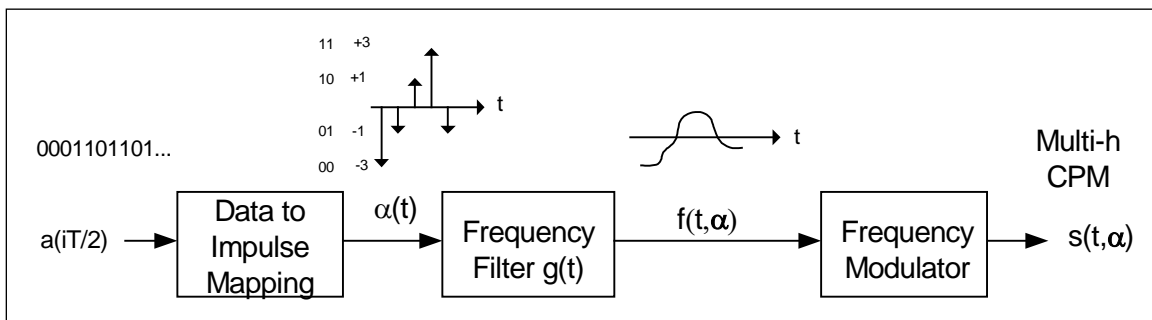 11 +3
10 +1
t
01 -1
00 -3
0001101101...
t
Multi-h
CPM
a(iT/2)
Data to
Impulse
Mapping
α(t)
Frequency
Filter g(t)
f(t,α)
Frequency
Modulator
s(t,α)